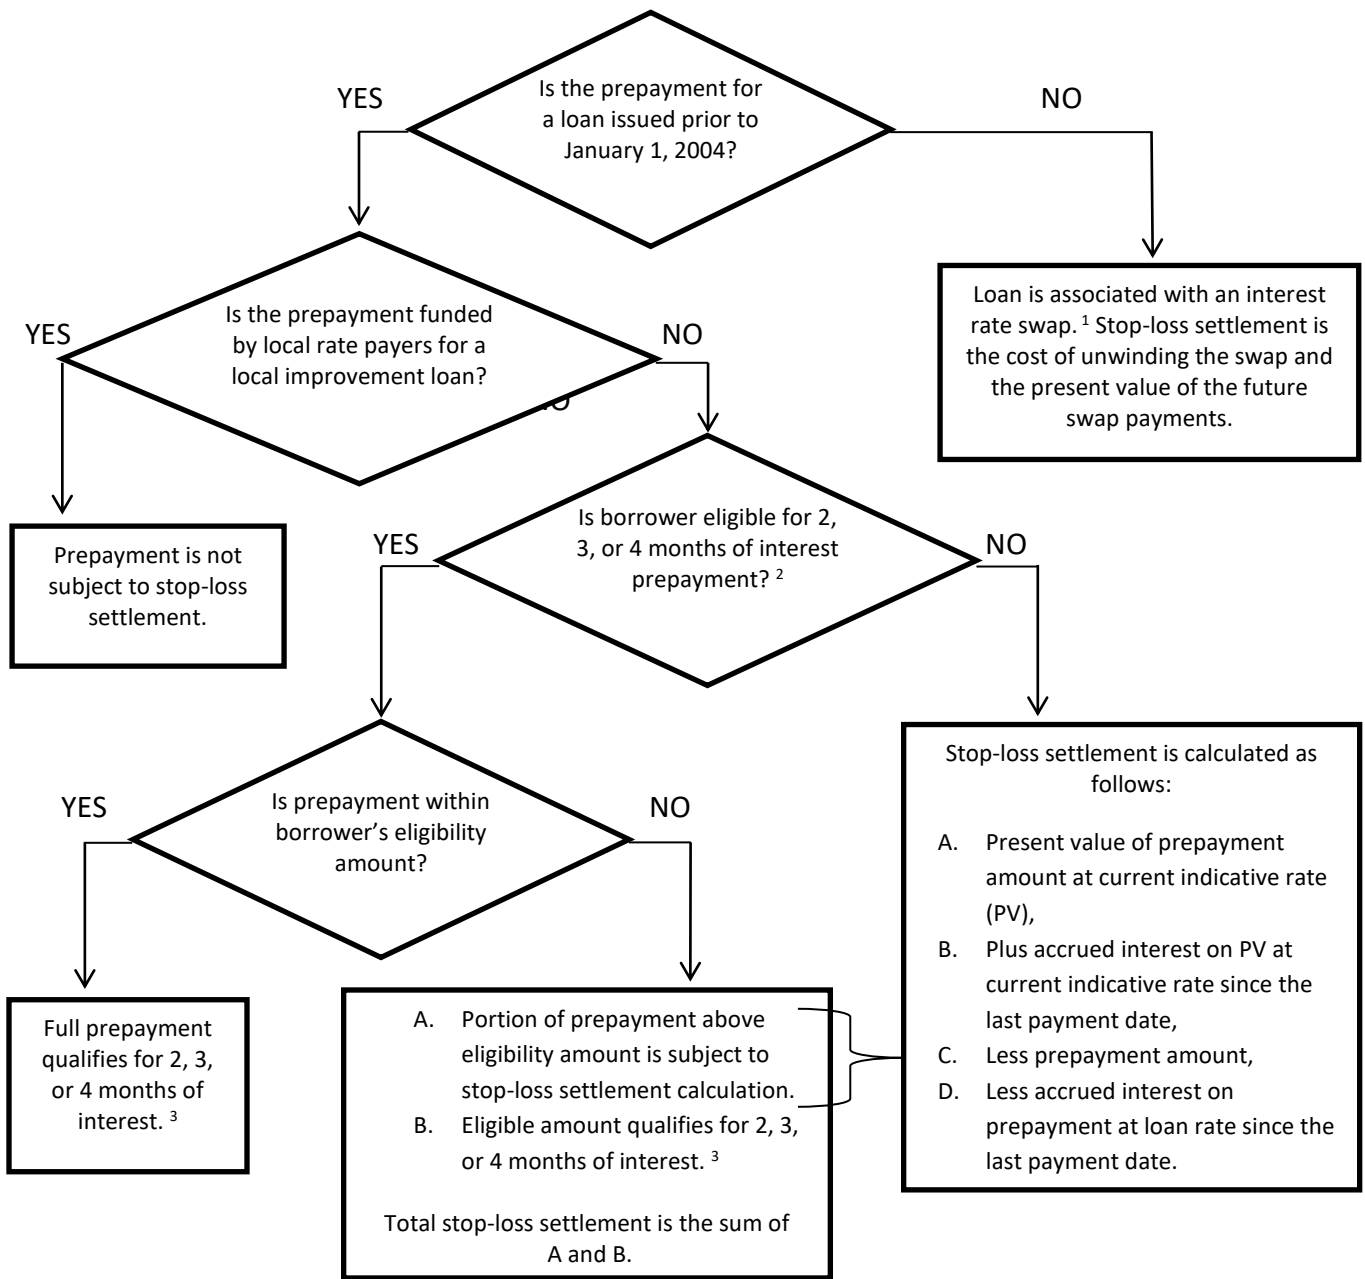 Is the prepayment for
a loan issued prior to
January 1, 2004?
YES
NO
Is the prepayment funded
by local rate payers for a
local improvement loan?
YES
NO
NO
Loan is associated with an interest
rate swap. ¹ Stop-loss settlement is
the cost of unwinding the swap and
the present value of the future
swap payments.
Prepayment is not
subject to stop-loss
settlement.
Is borrower eligible for 2,
3, or 4 months of interest
prepayment? ²
YES
NO
Is prepayment within
borrower’s eligibility
amount?
YES
NO
Stop-loss settlement is calculated as
follows:
A. Present value of prepayment
amount at current indicative rate
(PV),
B. Plus accrued interest on PV at
current indicative rate since the
last payment date,
C. Less prepayment amount,
D. Less accrued interest on
prepayment at loan rate since the
last payment date.
Full prepayment
qualifies for 2, 3,
or 4 months of
interest. ³
A. Portion of prepayment above
eligibility amount is subject to
stop-loss settlement calculation.
B. Eligible amount qualifies for 2, 3,
or 4 months of interest. ³
Total stop-loss settlement is the sum of
A and B.